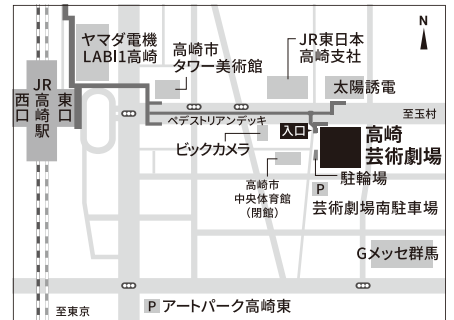 N
ヤマダ電機
LABI1高崎
高崎市
タワー美術館
JR東日本
高崎支社
太陽誘電
西口
JR高崎駅
東口
至玉村
ペデストリアンデッキ
入口
ビックカメラ
高崎
芸術劇場
駐輪場
高崎市
中央体育館
（閉館）
P
芸術劇場南駐車場
Gメッセ群馬
至東京
P アートパーク高崎東